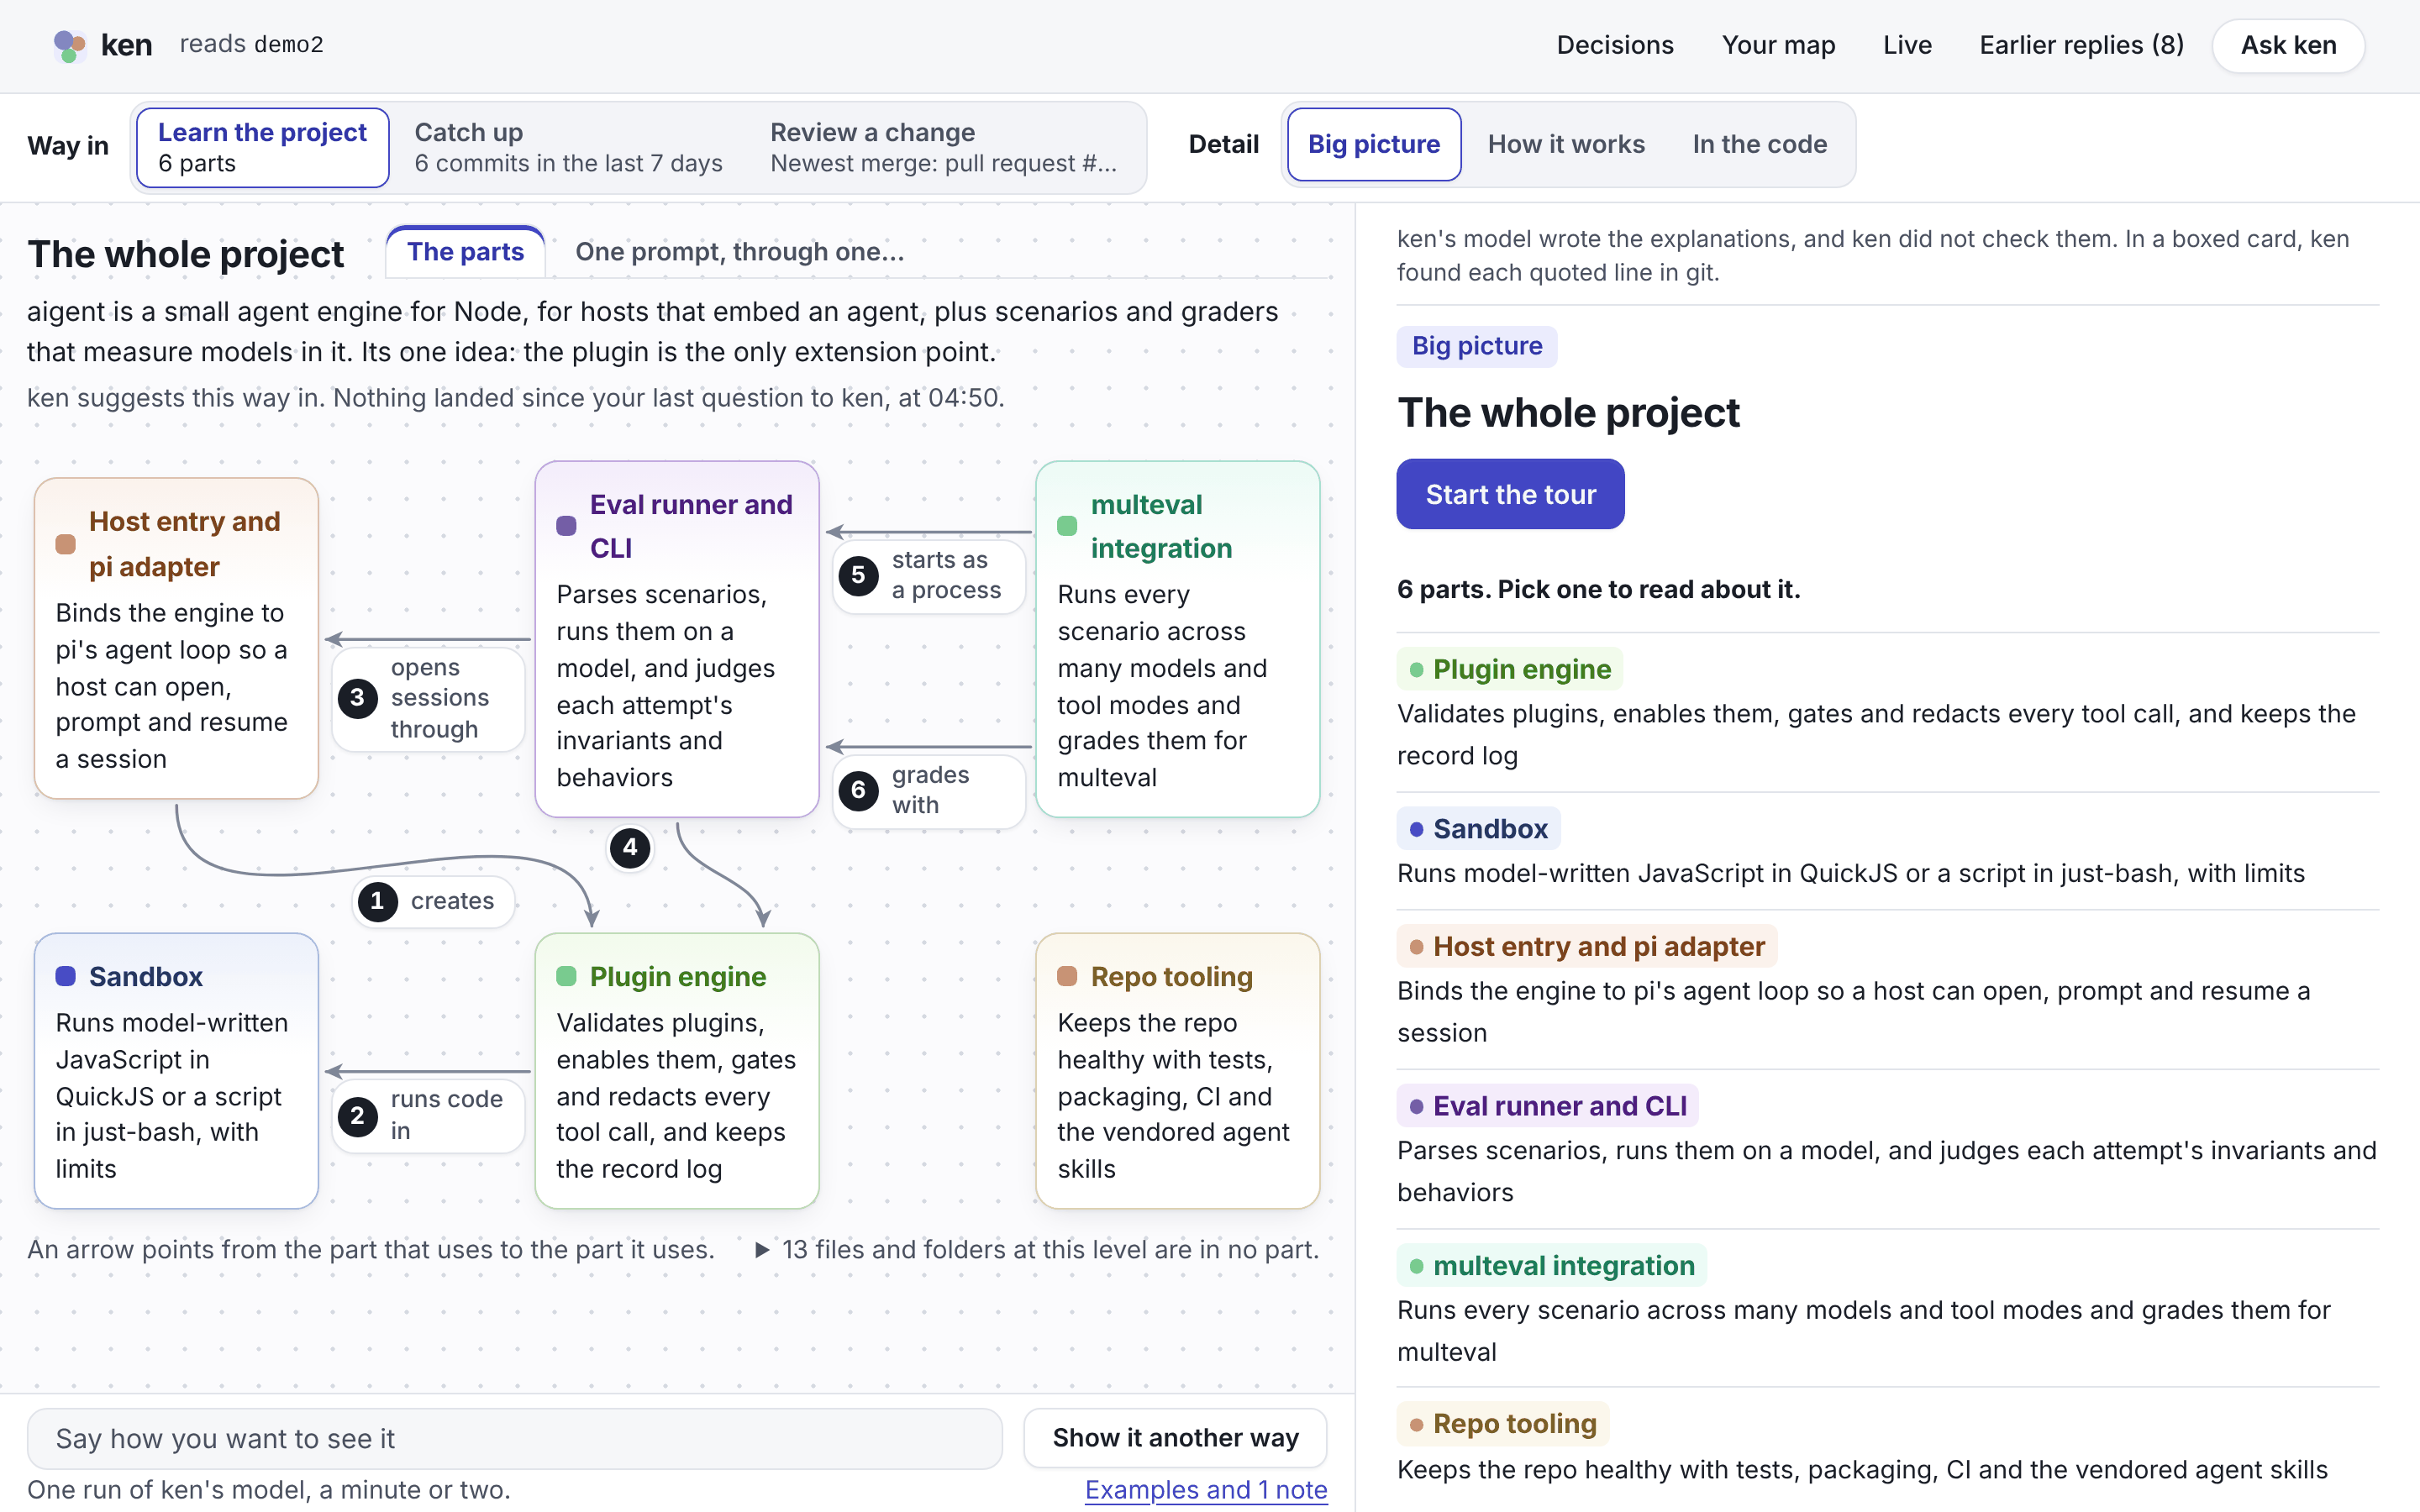 ken reads demo2
Decisions Your map Live Earlier replies (8) Ask ken
Way in
Learn the project
6 parts
Catch up
6 commits in the last 7 days
Review a change
Newest merge: pull request #...
Detail
Big picture How it works In the code
The whole project
The parts
One prompt, through one...
aigent is a small agent engine for Node, for hosts that embed an agent, plus scenarios and graders
that measure models in it. Its one idea: the plugin is the only extension point.
ken suggests this way in. Nothing landed since your last question to ken, at 04:50.
Host entry and
pi adapter
Binds the engine to
pi's agent loop so a
host can open,
prompt and resume
a session
3
opens
sessions
through
Eval runner and
CLI
Parses scenarios,
runs them on a
model, and judges
each attempt's
invariants and
behaviors
5
starts as
a process
6
grades
with
multeval
integration
Runs every
scenario across
many models and
tool modes and
grades them for
multeval
4
1 creates
Sandbox
Runs model-written
JavaScript in
QuickJS or a script
in just-bash, with
limits
2
runs code
in
Plugin engine
Validates plugins,
enables them, gates
and redacts every
tool call, and keeps
the record log
Repo tooling
Keeps the repo
healthy with tests,
packaging, CI and
the vendored agent
skills
An arrow points from the part that uses to the part it uses.
13 files and folders at this level are in no part.
Say how you want to see it
Show it another way
One run of ken's model, a minute or two.
Examples and 1 note
ken's model wrote the explanations, and ken did not check them. In a boxed card, ken
found each quoted line in git.
Big picture
The whole project
Start the tour
6 parts. Pick one to read about it.
Plugin engine
Validates plugins, enables them, gates and redacts every tool call, and keeps the
record log
Sandbox
Runs model-written JavaScript in QuickJS or a script in just-bash, with limits
Host entry and pi adapter
Binds the engine to pi's agent loop so a host can open, prompt and resume a
session
Eval runner and CLI
Parses scenarios, runs them on a model, and judges each attempt's invariants and
behaviors
multeval integration
Runs every scenario across many models and tool modes and grades them for
multeval
Repo tooling
Keeps the repo healthy with tests, packaging, CI and the vendored agent skills